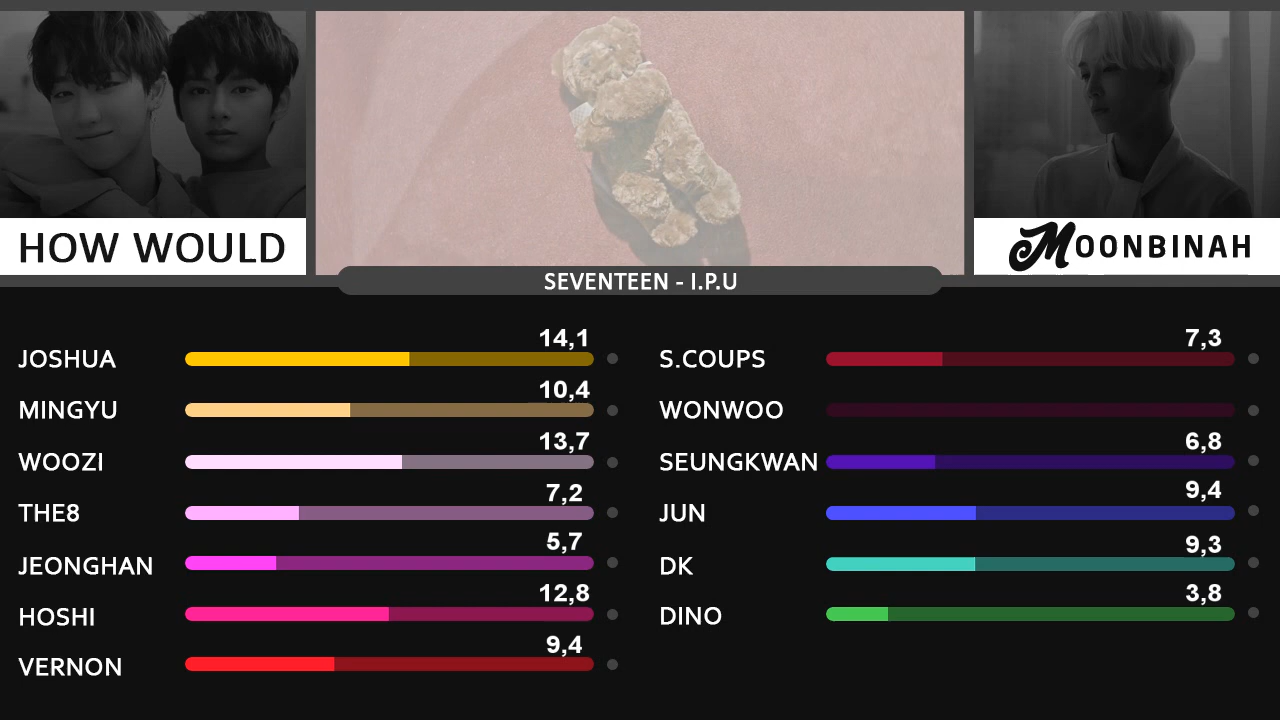 HOW WOULD
MOONBINAH
SEVENTEEN - I.P.U
JOSHUA 14,1
MINGYU 10,4
WOOZI 13,7
THE8 7,2
JEONGHAN 5,7
HOSHI 12,8
VERNON 9,4
S.COUPS 7,3
WONWOO
SEUNGKWAN 6,8
JUN 9,4
DK 9,3
DINO 3,8